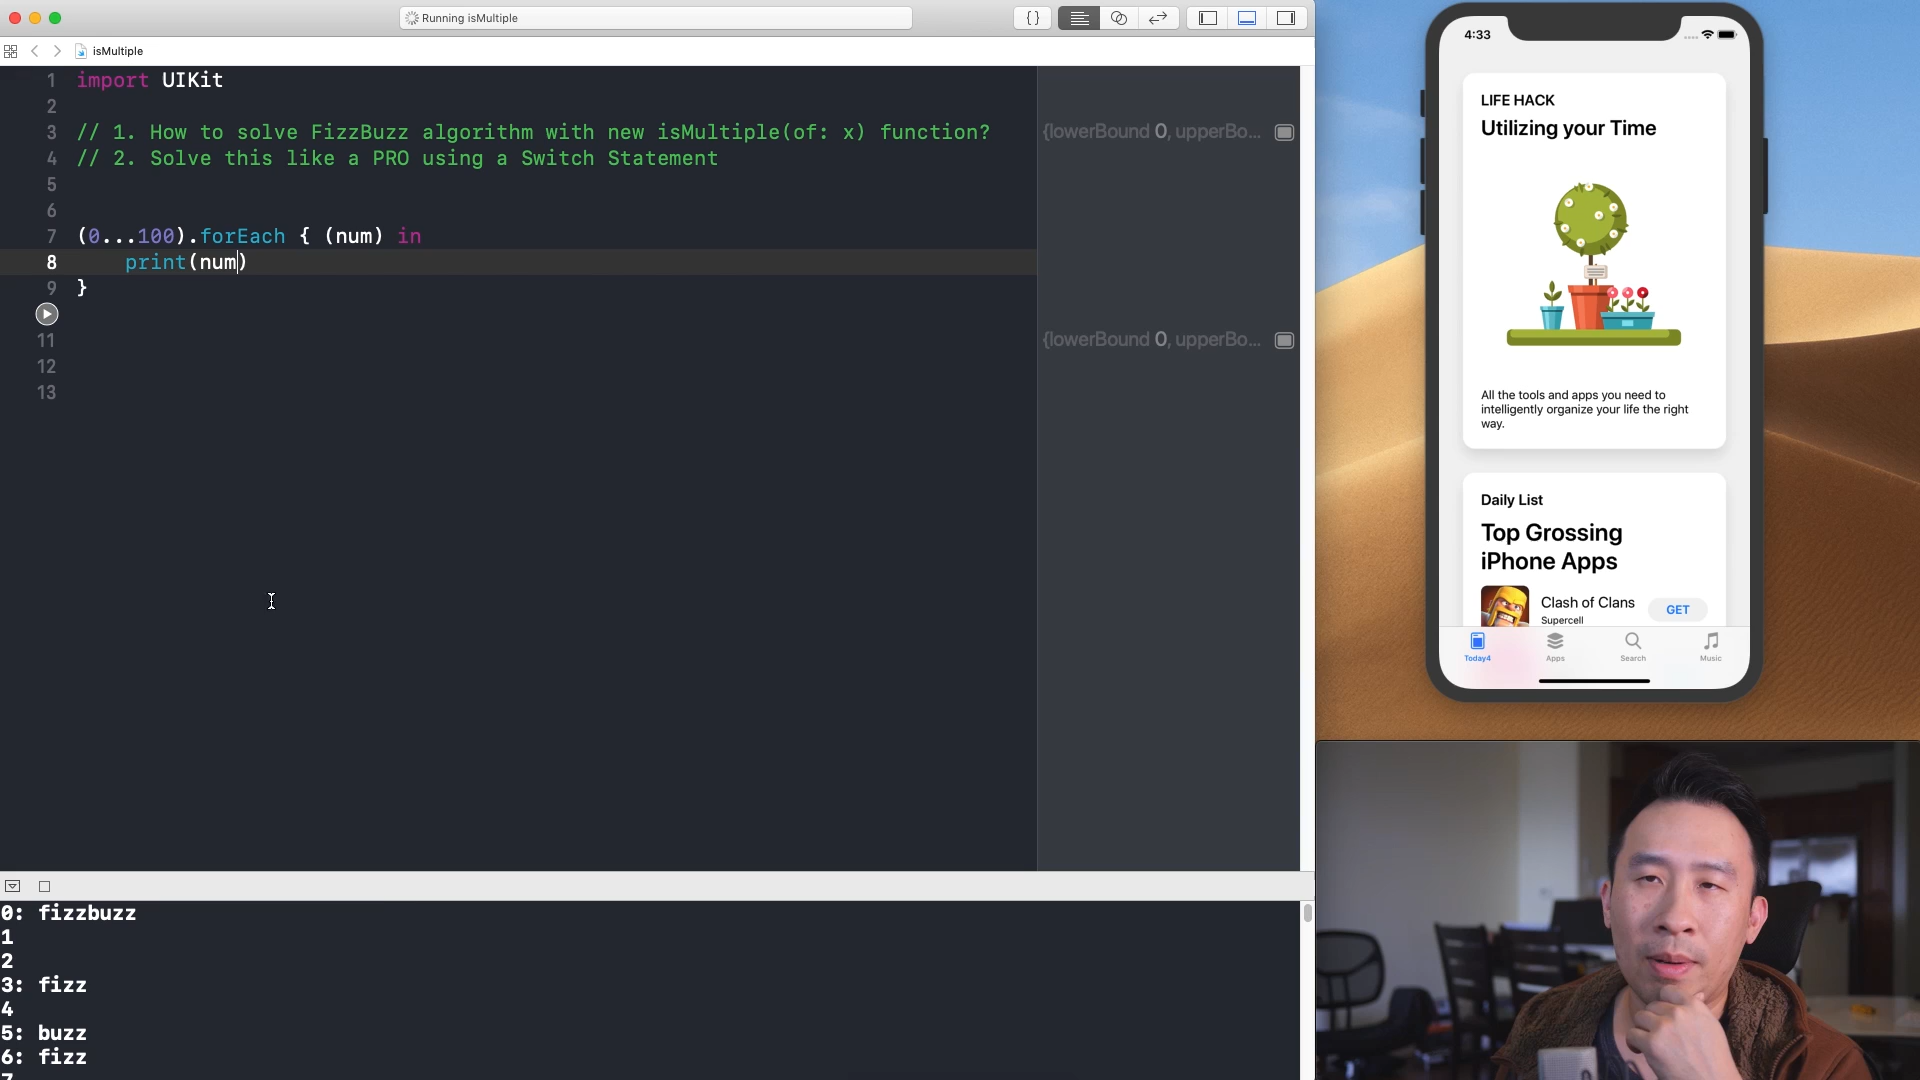 Running isMultiple
{}
isMultiple
1 import UIKit
2
3 // 1. How to solve FizzBuzz algorithm with new isMultiple(of: x) function?
4 // 2. Solve this like a PRO using a Switch Statement
5
6
7 (0...100).forEach { (num) in
8 print(num)
9 }
11
12
13
{lowerBound 0, upperBo...
{lowerBound 0, upperBo...
0: fizzbuzz
1
2
3: fizz
4
5: buzz
6: fizz
4:33
LIFE HACK
Utilizing your Time
All the tools and apps you need to
intelligently organize your life the right
way.
Daily List
Top Grossing
iPhone Apps
Clash of Clans
Supercell
GET
Today4
Apps
Search
Music